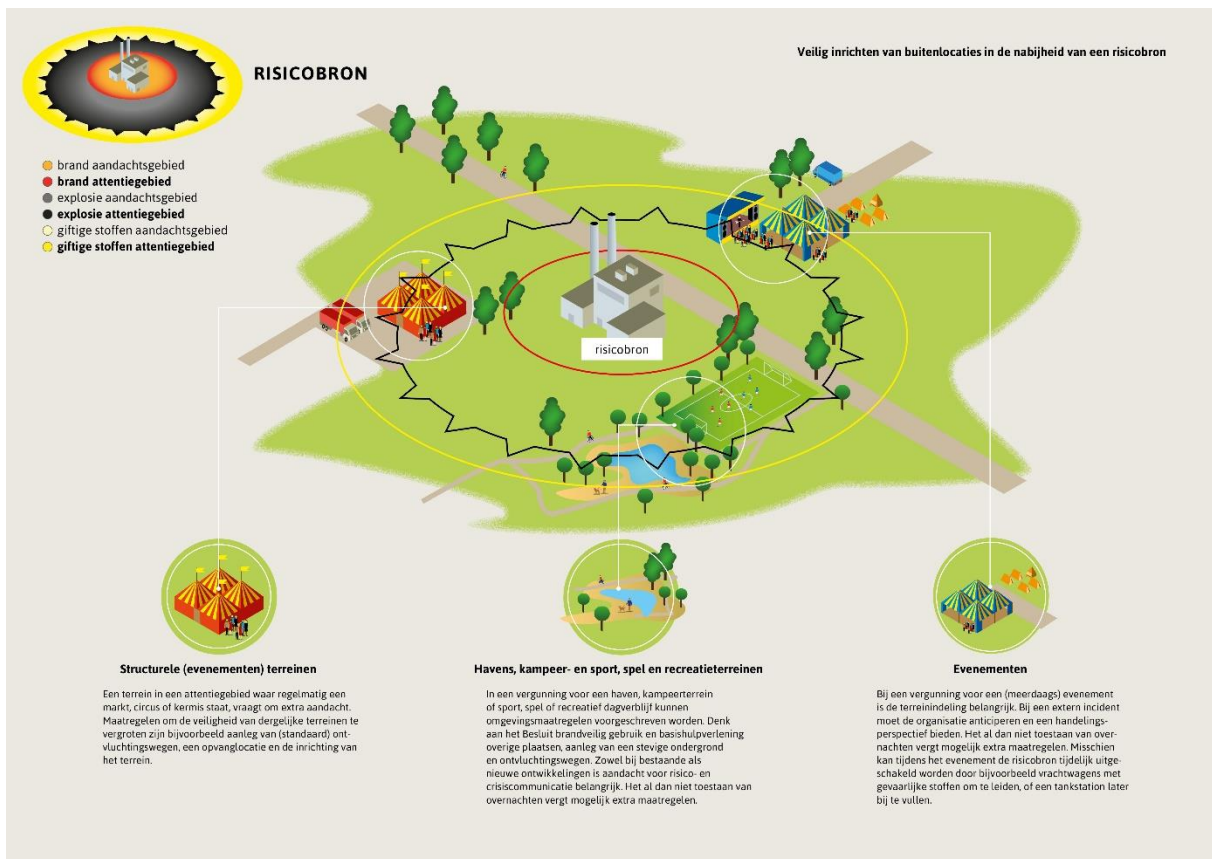 Veilig inrichten van buitenlocaties in de nabijheid van een risicobron
RISICOBRON
brand aandachtsgebied
brand attentiegebied
explosie aandachtsgebied
explosie attentiegebied
giftige stoffen aandachtsgebied
giftige stoffen attentiegebied
risicobron
Structurele (evenementen) terreinen
Een terrein in een attentiegebied waar regelmatig een
markt, circus of kermis staat, vraagt om extra aandacht.
Maatregelen om de veiligheid van dergelijke terreinen te
vergroten zijn bijvoorbeeld aanleg van (standaard) ont-
vluchtingswegen, een opvanglocatie en de inrichting van
het terrein.
Havens, kampeer- en sport, spel en recreatieterreinen
In een vergunning voor een haven, kampeerterrein
of sport, spel of recreatief dagverblijf kunnen
omgevingsmaatregelen voorgeschreven worden. Denk
aan het Besluit brandveilig gebruik en basishulpverlening
overige plaatsen, aanleg van een stevige ondergrond
en ontvluchtingswegen. Zowel bij bestaande als
nieuwe ontwikkelingen is aandacht voor risico- en
crisiscommunicatie belangrijk. Het al dan niet toestaan van
overnachten vergt mogelijk extra maatregelen.
Evenementen
Bij een vergunning voor een (meerdaags) evenement
is de terreinindeling belangrijk. Bij een extern incident
moet de organisatie anticiperen en een handelings-
perspectief bieden. Het al dan niet toestaan van over-
nachten vergt mogelijk extra maatregelen. Misschien
kan tijdens het evenement de risicobron tijdelijk uitge-
schakeld worden door bijvoorbeeld vrachtwagens met
gevaarlijke stoffen om te leiden, of een tankstation later
bij te vullen.